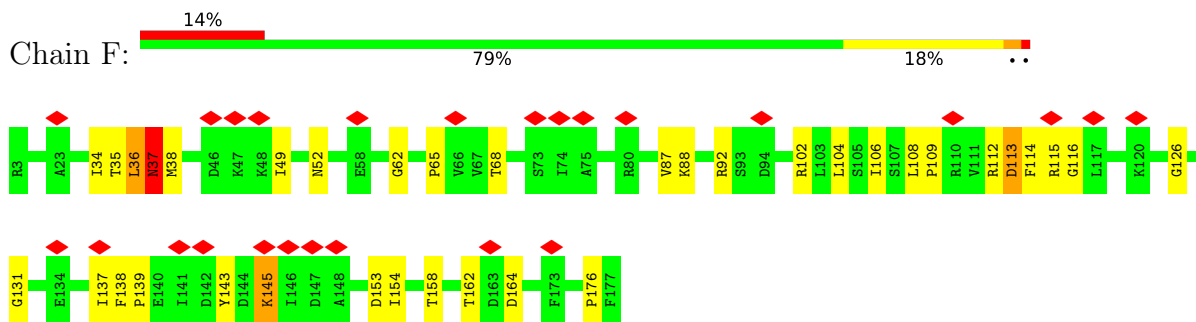 14%
Chain F:
79% 18% ..
R3 A23 I34 T35 L36 N37 M38 D46 K47 K48 I49 N52 E58 G62 P65 V66 V67 T68 S73 I74 A75 R80 V87 K88 R92 S93 D94 R102 L103 L104 S105 I106 S107 L108 P109 R110 V111 R112 D113 F114 R115 G116 L117 K120 G126
G131 E134 I137 F138 P139 E140 I141 D142 Y143 D144 K145 I146 D147 A148 D153 I154 T158 T162 D163 D164 F173 P176 F177